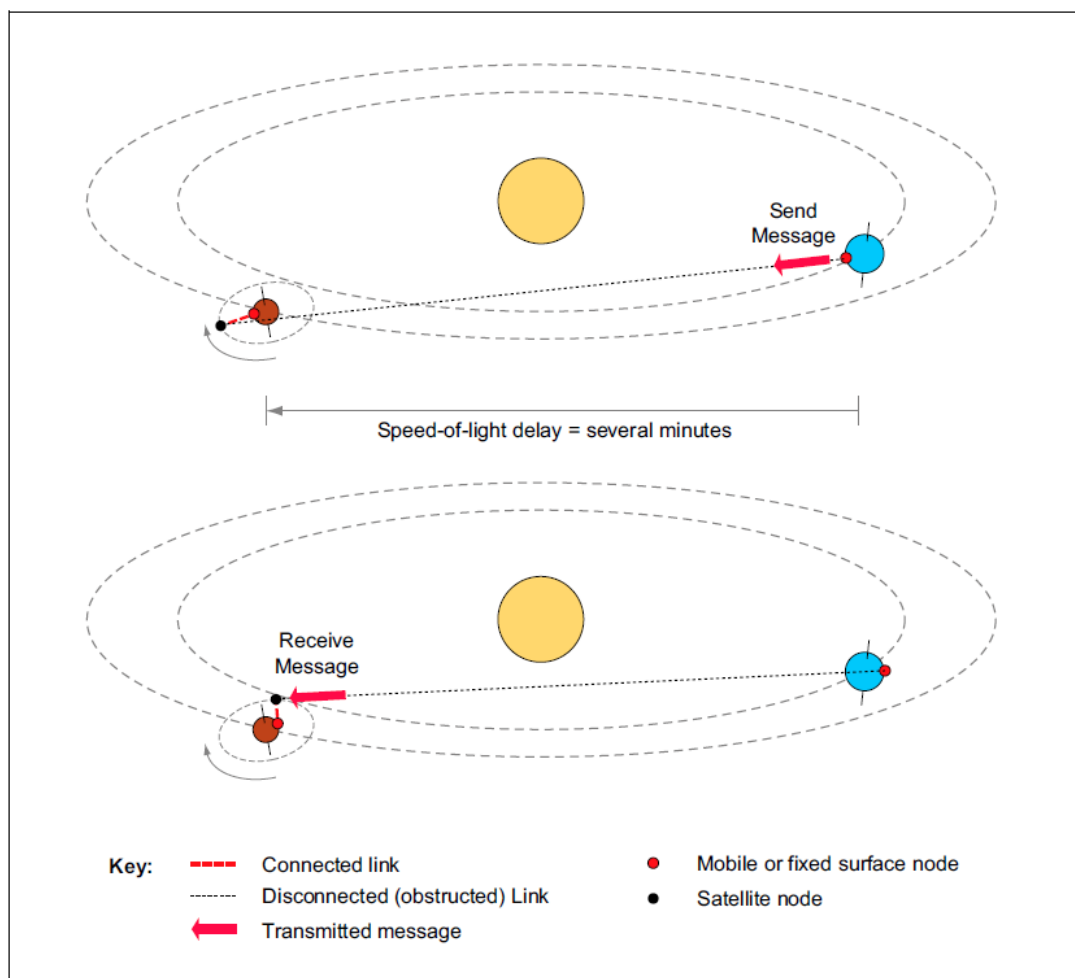 Send
Message
Speed-of-light delay = several minutes
Receive
Message
Key:
Connected link
Disconnected (obstructed) Link
Transmitted message
Mobile or fixed surface node
Satellite node